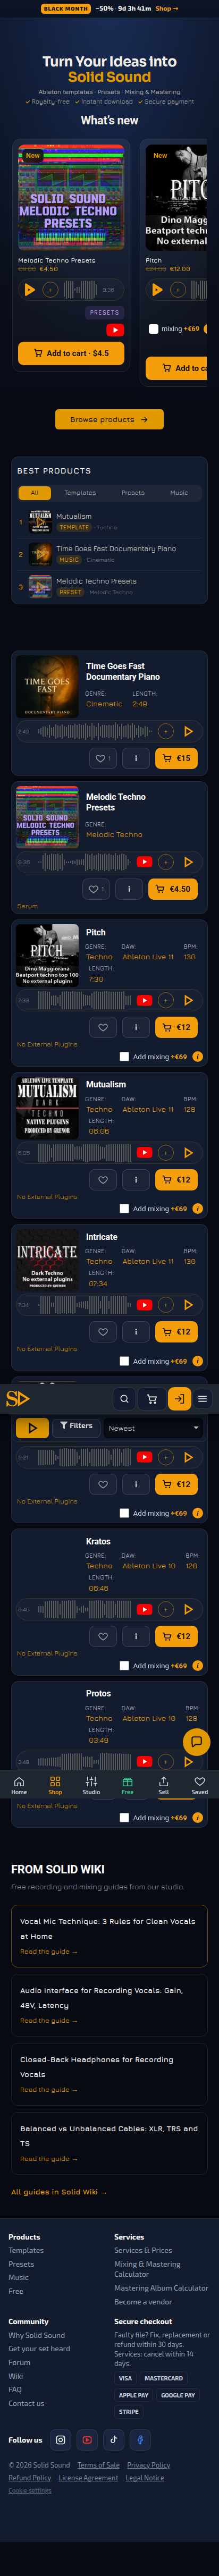 BLACK MONTH −50% · 9d 3h 41m Shop →
Turn Your Ideas Into
Solid Sound
Ableton templates · Presets · Mixing & Mastering
✓ Royalty-free ✓ Instant download ✓ Secure payment
What's new
New
SOLID SOUND
MELODIC TECHNO
PRESETS
Melodic Techno Presets
€9.00 €4.50
PRESETS
Add to cart · $4.5
New
Pitch
€24.00 €12.00
mixing +€69
Browse products →
BEST PRODUCTS
All Templates Presets Music
1 Mutualism
TEMPLATE Techno
2 Time Goes Fast Documentary Piano
MUSIC Cinematic
3 Melodic Techno Presets
PRESET Melodic Techno
TIME GOES
FAST
DOCUMENTARY PIANO
Time Goes Fast
Documentary Piano
GENRE: LENGTH:
Cinematic 2:49
2:49
1 i €15
SOLID SOUND
MELODIC TECHNO
PRESETS
Melodic Techno
Presets
GENRE:
Melodic Techno
1 i €4.50
Serum
PITCH
Dino Maggiorana
Beatport techno top 100
No external plugins
Pitch
GENRE: DAW: BPM:
Techno Ableton Live 11 130
LENGTH:
7:30
7:30
i €12
No External Plugins
Add mixing +€69 i
ABLETON LIVE TEMPLATE
MUTUALISM
DARK
TECHNO
NATIVE PLUGINS
PRODUCED BY GREYOR
Mutualism
GENRE: DAW: BPM:
Techno Ableton Live 11 128
LENGTH:
06:06
i €12
No External Plugins
Add mixing +€69 i
INTRICATE
Dark Techno
No external plugins
Intricate
GENRE: DAW: BPM:
Techno Ableton Live 11 130
LENGTH:
07:34
7:34
i €12
No External Plugins
Add mixing +€69 i
Filters Newest
5:21
€12
No External Plugins
Add mixing +€69 i
Kratos
GENRE: DAW: BPM:
Techno Ableton Live 10 128
LENGTH:
06:46
6:46
i €12
No External Plugins
Add mixing +€69 i
Protos
GENRE: DAW: BPM:
Techno Ableton Live 10 128
LENGTH:
03:49
3:49
Home Shop Studio Free Sell Saved
No External Plugins
Add mixing +€69 i
FROM SOLID WIKI
Free recording and mixing guides from our studio.
Vocal Mic Technique: 3 Rules for Clean Vocals
at Home
Read the guide →
Audio Interface for Recording Vocals: Gain,
48V, Latency
Read the guide →
Closed-Back Headphones for Recording
Vocals
Read the guide →
Balanced vs Unbalanced Cables: XLR, TRS and
TS
Read the guide →
All guides in Solid Wiki →
Products
Templates
Presets
Music
Free
Services
Services & Prices
Mixing & Mastering
Calculator
Mastering Album Calculator
Become a vendor
Community
Why Solid Sound
Get your set heard
Forum
Wiki
FAQ
Contact us
Secure checkout
Faulty file? Fix, replacement or
refund within 30 days.
Services: cancel within 14
days.
VISA MASTERCARD
APPLE PAY GOOGLE PAY
STRIPE
Follow us
© 2026 Solid Sound Terms of Sale Privacy Policy
Refund Policy License Agreement Legal Notice
Cookie settings